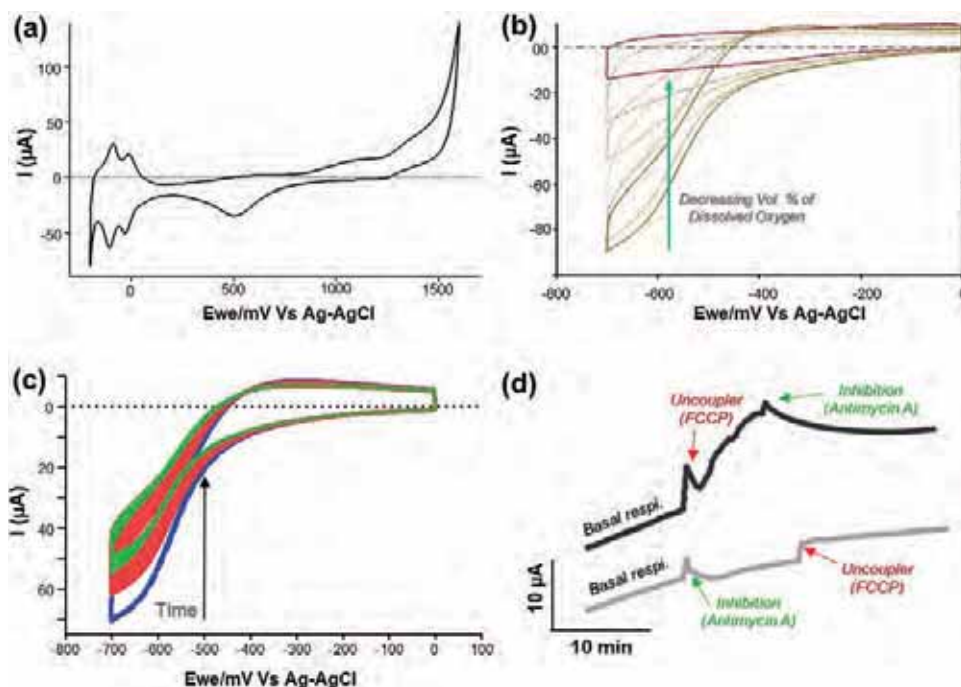 (a)
100
50
0
-50
I (µA)
0 500 1000 1500
Ewe/mV Vs Ag-AgCl
(b)
00
-20
-40
-60
-80
I (µA)
Decreasing Vol. % of
Dissolved Oxygen
-800 -600 -400 -200 0
Ewe/mV Vs Ag-AgCl
(c)
0
20
40
60
I (µA)
Time
-800 -700 -600 -500 -400 -300 -200 -100 0 100
Ewe/mV Vs Ag-AgCl
(d)
Inhibition
(Antimycin A)
Uncoupler
(FCCP)
Basal respi.
Basal respi.
Uncoupler
(FCCP)
Inhibition
(Antimycin A)
10 µA
10 min